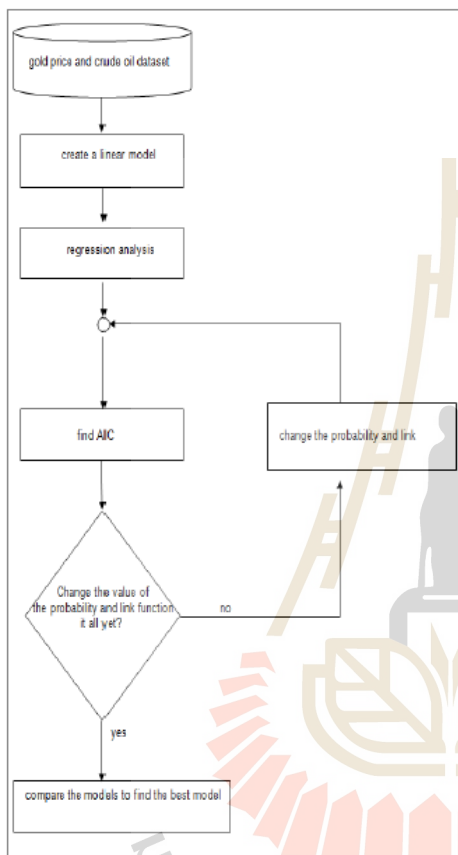 gold price and crude oil dataset
create a linear model
regression analysis
find AIC
change the probability and link
Change the value of
the probability and link function
it all yet?
no
yes
compare the models to find the best model